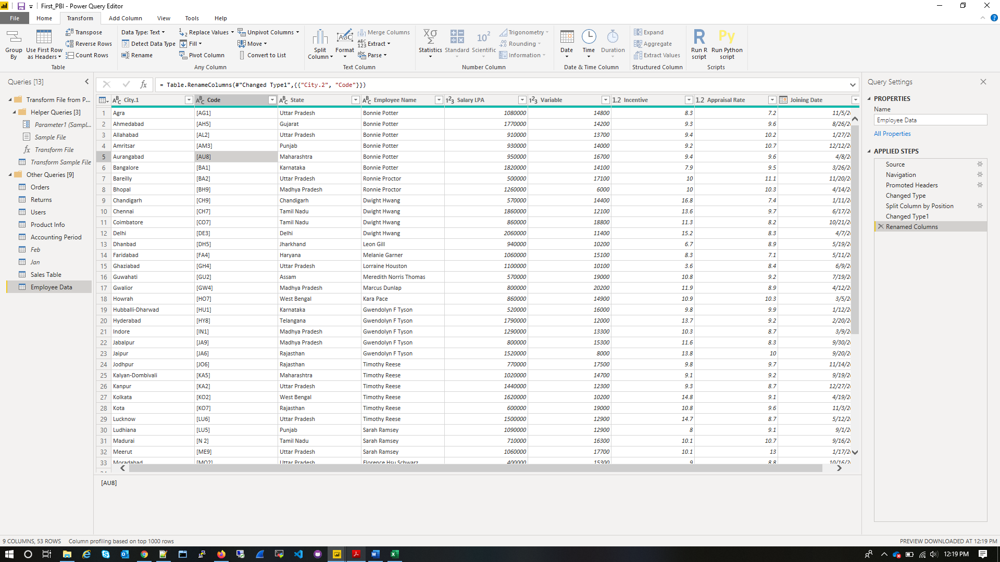 First_PBI - Power Query Editor
File Home Transform Add Column View Tools Help
Group By
Use First Row as Headers
Transpose
Reverse Rows
Count Rows
Table
Data Type: Text
Detect Data Type
Rename
Replace Values
Fill
Pivot Column
Unpivot Columns
Move
Convert to List
Any Column
Split Column
Format
Merge Columns
Extract
Parse
Text Column
Statistics
Standard
Scientific
Trigonometry
Rounding
Information
Number Column
Date
Time
Duration
Date & Time Column
Expand
Aggregate
Extract Values
Structured Column
Run R script
Run Python script
Scripts
Queries [13]
Transform File from P...
Helper Queries [3]
Parameter1 (Sampl...
Sample File
Transform File
Transform Sample File
Other Queries [9]
Orders
Returns
Users
Product Info
Accounting Period
Feb
Jan
Sales Table
Employee Data
= Table.RenameColumns(#"Changed Type1",{{"City.2", "Code"}})
City.1 Code State Employee Name Salary LPA Variable Incentive Appraisal Rate Joining Date
1 Agra [AG1] Uttar Pradesh Bonnie Potter 1080000 14800 8.3 7.2 11/5/20
2 Ahmedabad [AH5] Gujarat Bonnie Potter 1770000 14200 9.3 9.6 8/26/20
3 Allahabad [AL2] Uttar Pradesh Bonnie Potter 910000 13700 9.4 10.2 1/27/20
4 Amritsar [AM3] Punjab Bonnie Potter 930000 14000 9.2 10.7 12/12/20
5 Aurangabad [AU8] Maharashtra Bonnie Potter 950000 16700 9.4 9.6 4/8/20
6 Bangalore [BA1] Karnataka Bonnie Potter 1820000 14100 7.9 9.5 3/26/20
7 Bareilly [BA2] Uttar Pradesh Ronnie Proctor 500000 17100 10 11.1 11/20/20
8 Bhopal [BH9] Madhya Pradesh Ronnie Proctor 1260000 6000 10 10.3 4/14/20
9 Chandigarh [CH9] Chandigarh Dwight Hwang 570000 14400 16.8 7.4 1/11/20
10 Chennai [CH7] Tamil Nadu Dwight Hwang 1860000 12100 13.6 9.7 6/17/20
11 Coimbatore [CO7] Tamil Nadu Dwight Hwang 860000 18800 11.3 8.2 10/21/20
12 Delhi [DE3] Delhi Dwight Hwang 2060000 11400 15.2 8.3 4/7/20
13 Dhanbad [DH5] Jharkhand Leon Gill 940000 10200 6.7 8.9 5/19/20
14 Faridabad [FA4] Haryana Melanie Garner 1060000 15100 8.3 7.1 5/11/20
15 Ghaziabad [GH4] Uttar Pradesh Lorraine Houston 1100000 10100 3.6 8.4 6/9/20
16 Guwahati [GU2] Assam Meredith Norris Thomas 570000 19000 10.8 9.2 7/19/20
17 Gwalior [GW4] Madhya Pradesh Marcus Dunlap 800000 20200 11.9 8.9 4/12/20
18 Howrah [HO7] West Bengal Kara Pace 860000 14900 10.9 10.3 3/5/20
19 Hubballi-Dharwad [HU1] Karnataka Gwendolyn F Tyson 520000 16000 9.8 9.9 1/12/20
20 Hyderabad [HY8] Telangana Gwendolyn F Tyson 1790000 12000 13.7 9.2 2/20/20
21 Indore [IN1] Madhya Pradesh Gwendolyn F Tyson 1290000 13300 10.3 8.7 3/9/20
22 Jabalpur [JA9] Madhya Pradesh Gwendolyn F Tyson 800000 15300 11.6 8.3 9/30/20
23 Jaipur [JA6] Rajasthan Gwendolyn F Tyson 1520000 8000 13.8 10 9/20/20
24 Jodhpur [JO6] Rajasthan Timothy Reese 770000 17500 9.8 9.7 11/14/20
25 Kalyan-Dombivali [KA5] Maharashtra Timothy Reese 1020000 14700 9.1 9.2 9/19/20
26 Kanpur [KA2] Uttar Pradesh Timothy Reese 1440000 12300 9.3 8.7 12/27/20
27 Kolkata [KO2] West Bengal Timothy Reese 1620000 10200 14.8 9.1 4/19/20
28 Kota [KO7] Rajasthan Timothy Reese 600000 19000 10.8 9.6 11/3/20
29 Lucknow [LU6] Uttar Pradesh Timothy Reese 1500000 12900 14.7 8.7 5/12/20
30 Ludhiana [LU5] Punjab Sarah Ramsey 1090000 12900 8 9.1 9/1/20
31 Madurai [N 2] Tamil Nadu Sarah Ramsey 710000 16300 10.1 10.7 9/16/20
32 Meerut [ME9] Uttar Pradesh Sarah Ramsey 1060000 17700 10.1 13 1/17/20
33 Moradabad [MO2] Uttar Pradesh Florence Hsu Schwarz 400000 15300 9 8.8 10/16/20
[AU8]
Query Settings
PROPERTIES
Name
Employee Data
All Properties
APPLIED STEPS
Source
Navigation
Promoted Headers
Changed Type
Split Column by Position
Changed Type1
Renamed Columns
9 COLUMNS, 53 ROWS Column profiling based on top 1000 rows
PREVIEW DOWNLOADED AT 12:19 PM
12:19 PM